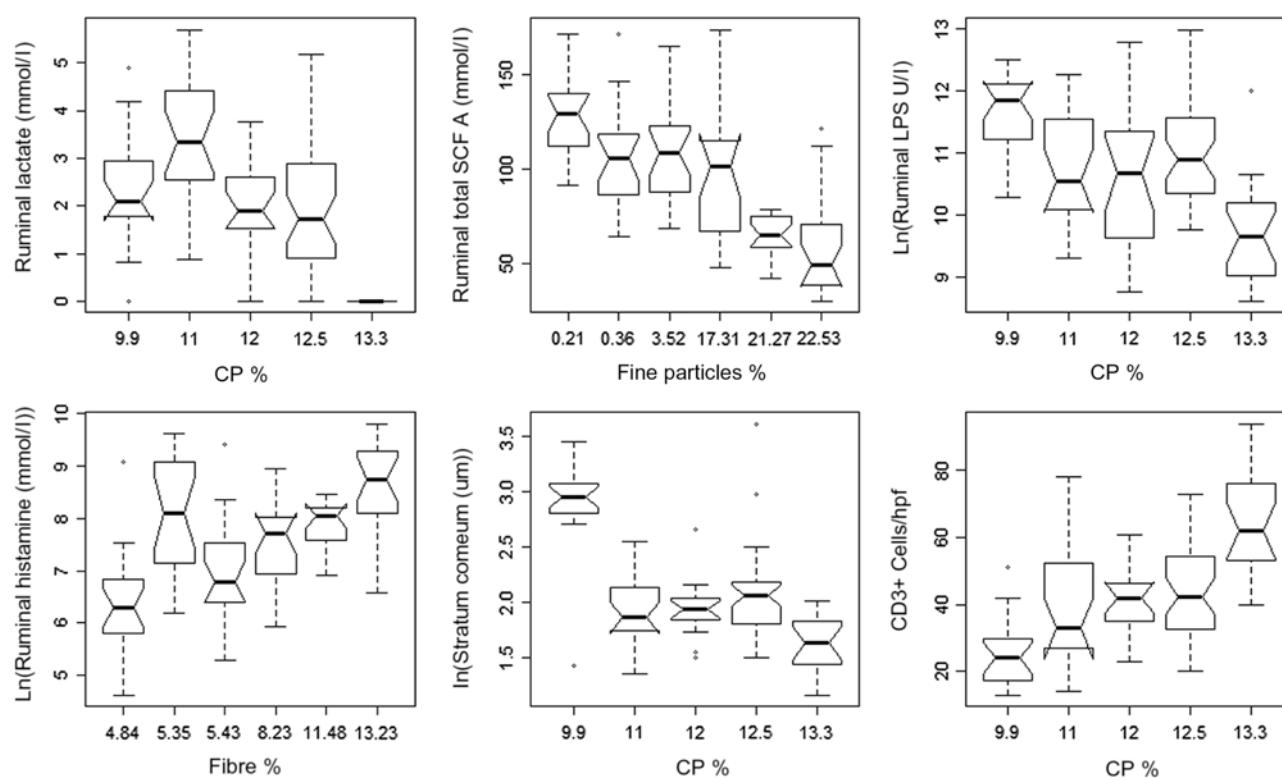 Ruminal lactate (mmol/l)
0 1 2 3 4 5
9.9 11 12 12.5 13.3
CP %
Ruminal total SCF A (mmol/l)
50 100 150
0.21 0.36 3.52 17.31 21.27 22.53
Fine particles %
Ln(Ruminal LPS U/l)
9 10 11 12 13
9.9 11 12 12.5 13.3
CP %
Ln(Ruminal histamine (mmol/l))
5 6 7 8 9 10
4.84 5.35 5.43 8.23 11.48 13.23
Fibre %
ln(Stratum comeum (um))
1.5 2.0 2.5 3.0 3.5
9.9 11 12 12.5 13.3
CP %
CD3+ Cells/hpf
20 40 60 80
9.9 11 12 12.5 13.3
CP %